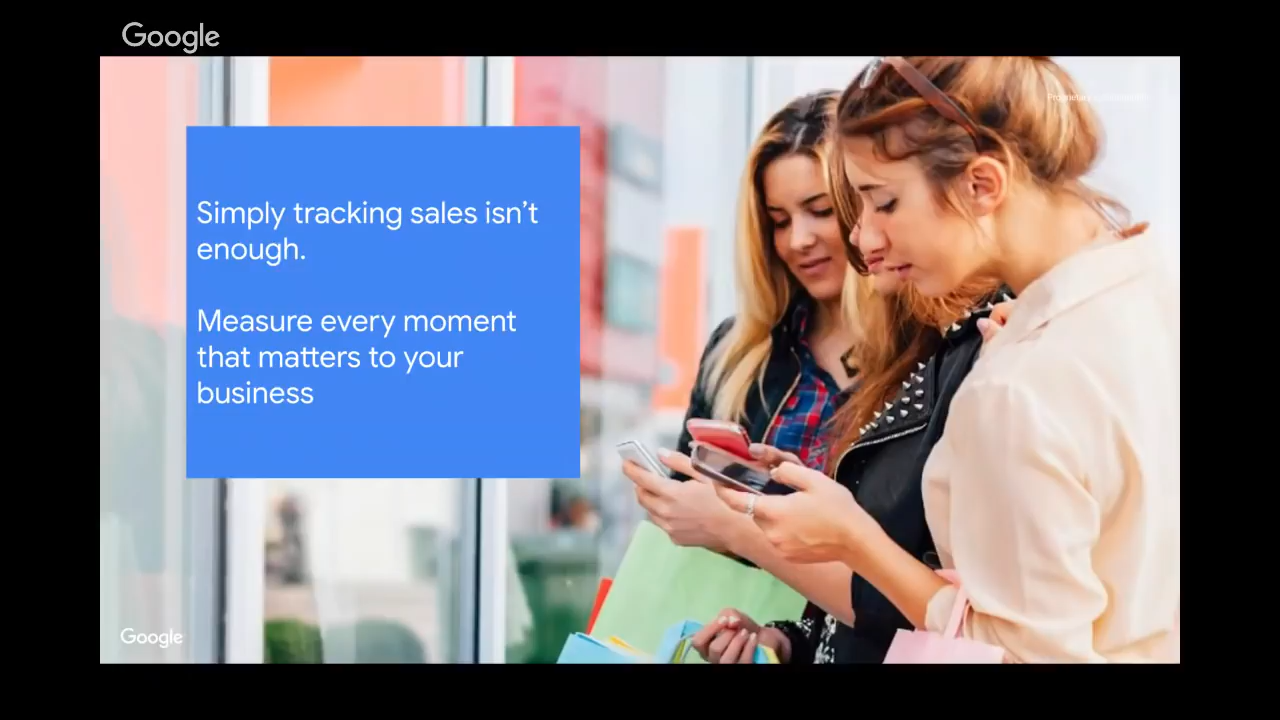 Google
Simply tracking sales isn’t
enough.
Measure every moment
that matters to your
business
Google